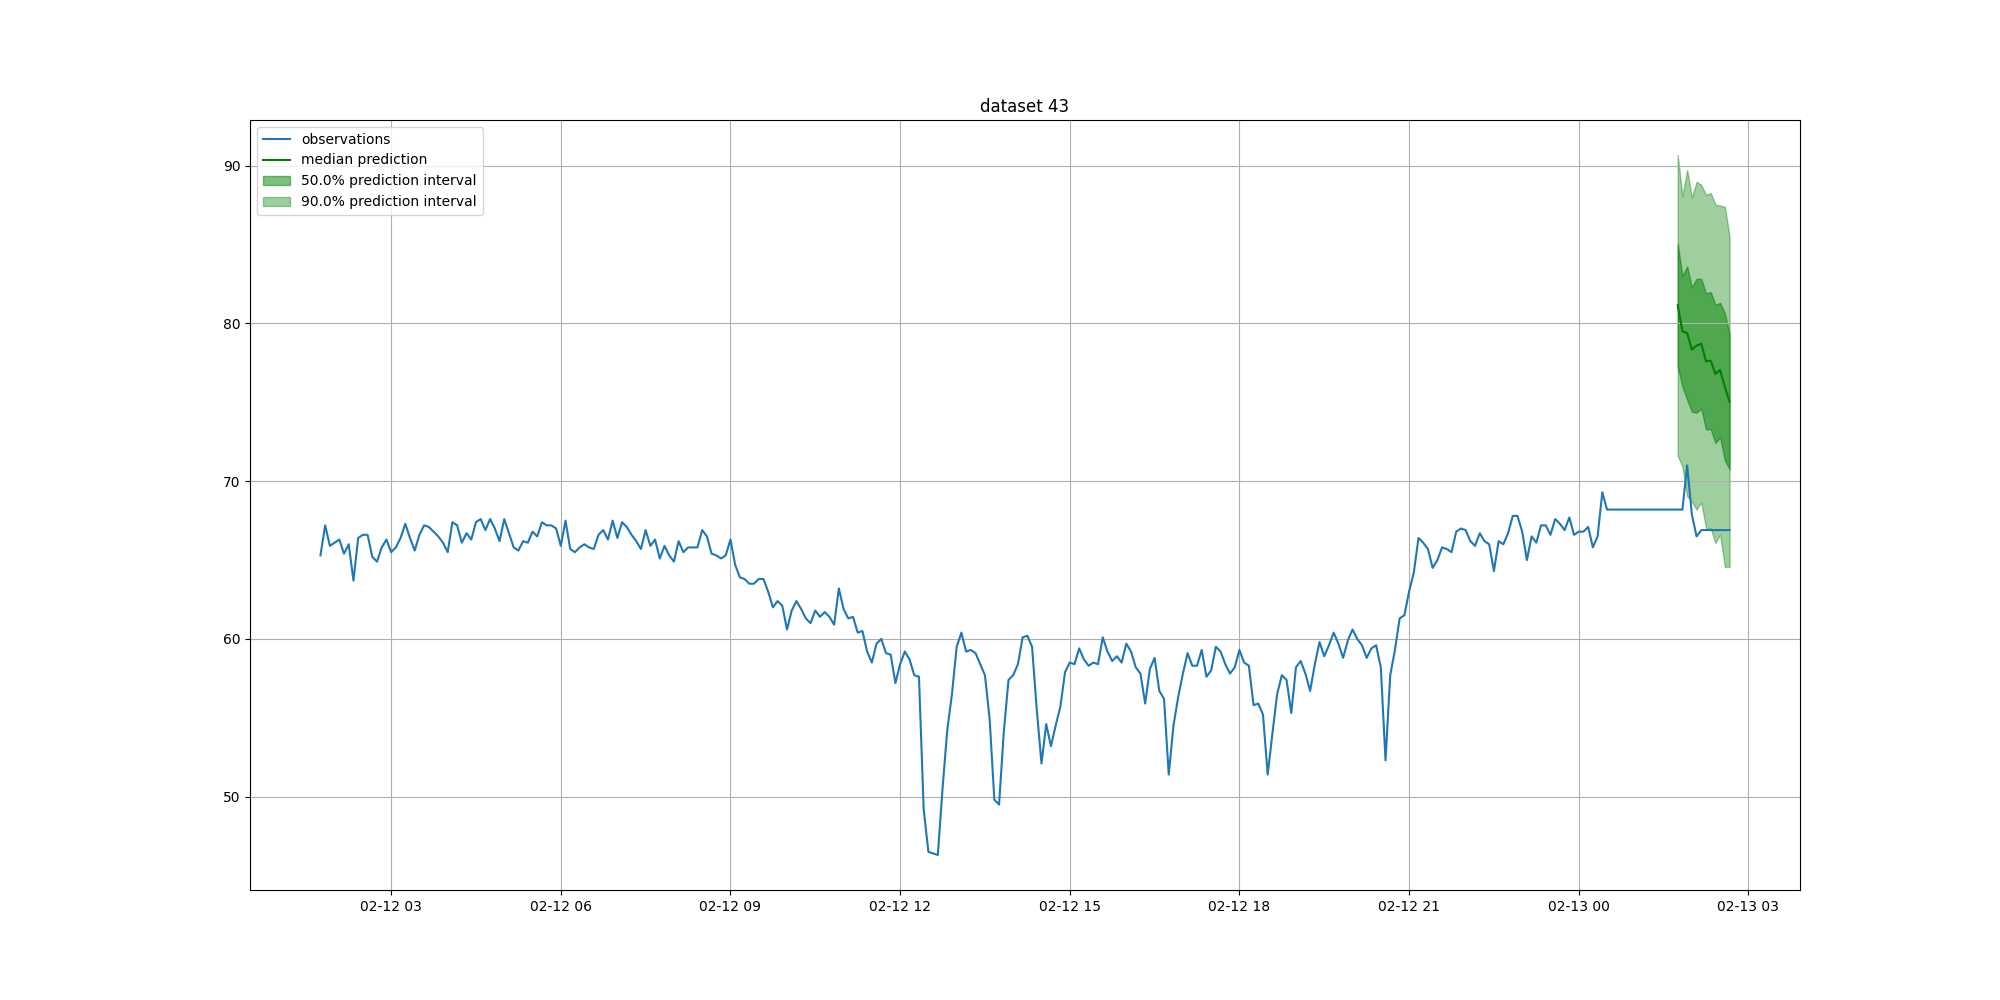 dataset 43
observations
median prediction
50.0% prediction interval
90.0% prediction interval
90
80
70
60
50
02-12 03 02-12 06 02-12 09 02-12 12 02-12 15 02-12 18 02-12 21 02-13 00 02-13 03